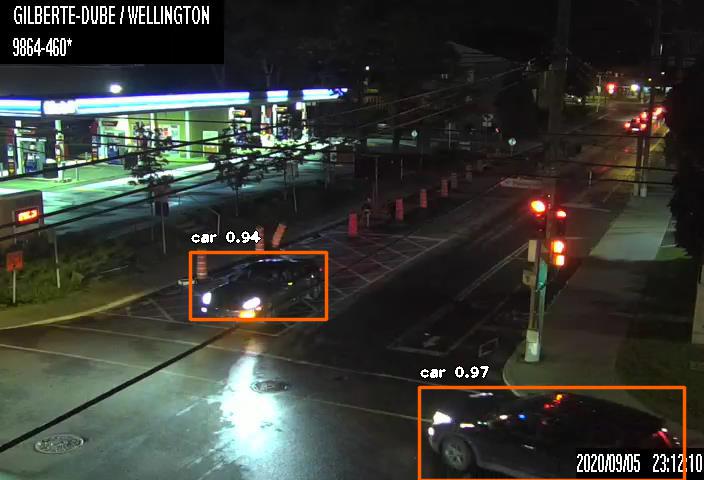 GILBERTE-DUBE / WELLINGTON
9864-460*
car 0.94
car 0.97
2020/09/05 23:12:10